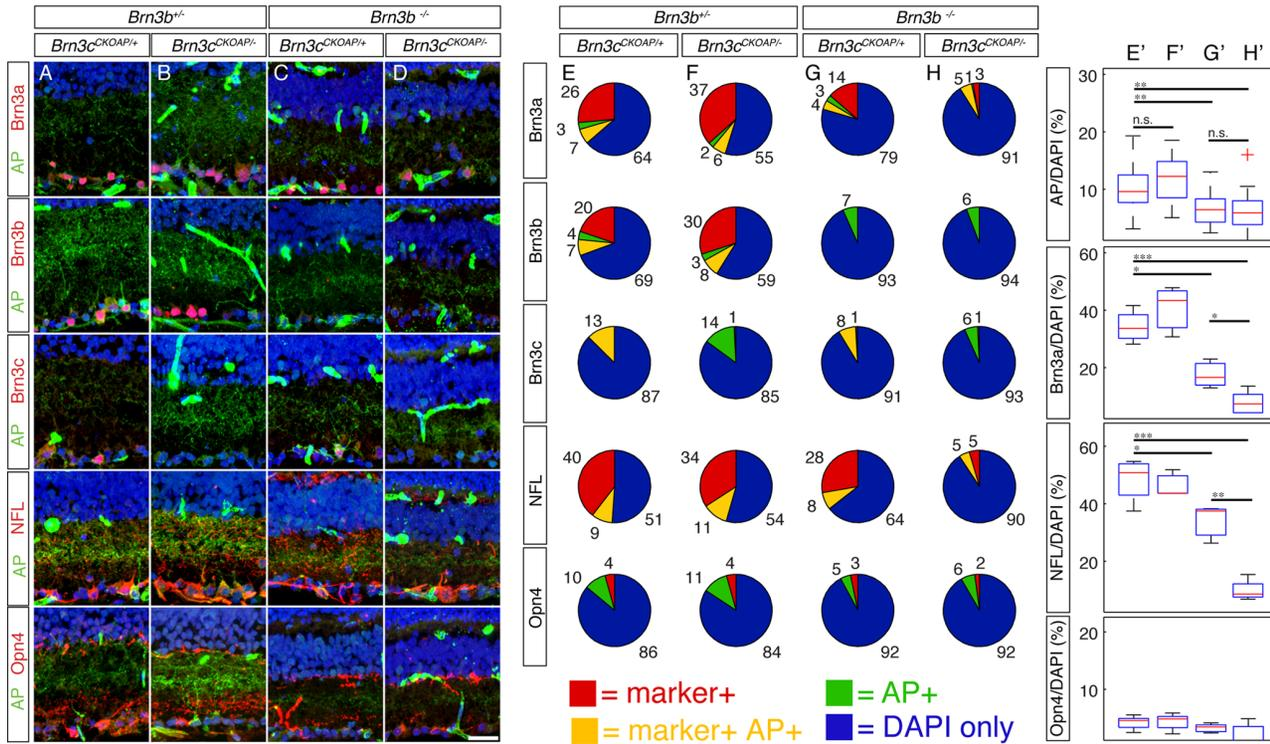 Brn3b+/- Brn3b -/- Brn3b+/- Brn3b -/-
Brn3cCKOAP/+ Brn3cCKOAP/- Brn3cCKOAP/+ Brn3cCKOAP/- Brn3cCKOAP/+ Brn3cCKOAP/- Brn3cCKOAP/+ Brn3cCKOAP/-
E' F' G' H'
A B C D E F G H
AP Brn3a
Brn3a
26 3 7 64
37 2 6 55
14 3 4 79
5 1 3 91
AP Brn3b
Brn3b
20 4 7 69
30 3 8 59
7 93
6 94
AP Brn3c
Brn3c
13 87
14 1 85
8 1 91
6 1 93
AP NFL
NFL
40 9 51
34 11 54
28 8 64
5 5 90
AP Opn4
Opn4
10 4 86
11 4 84
5 3 92
6 2 92
= marker+ = AP+
= marker+ AP+ = DAPI only
AP/DAPI (%)
30
20
10
**
**
n.s. n.s.
Brn3a/DAPI (%)
60
40
20
***
*
*
NFL/DAPI (%)
60
40
20
***
*
**
Opn4/DAPI (%)
20
10